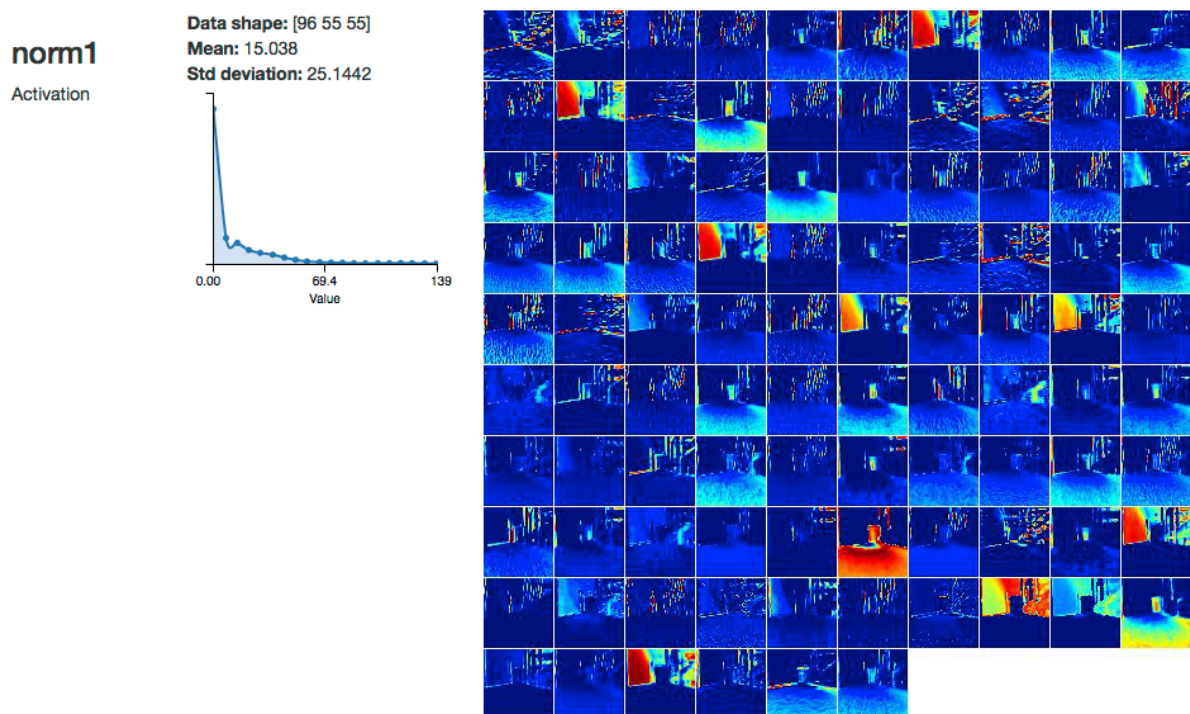 norm1
Activation
Data shape: [96 55 55]
Mean: 15.038
Std deviation: 25.1442
0.00
69.4
139
Value